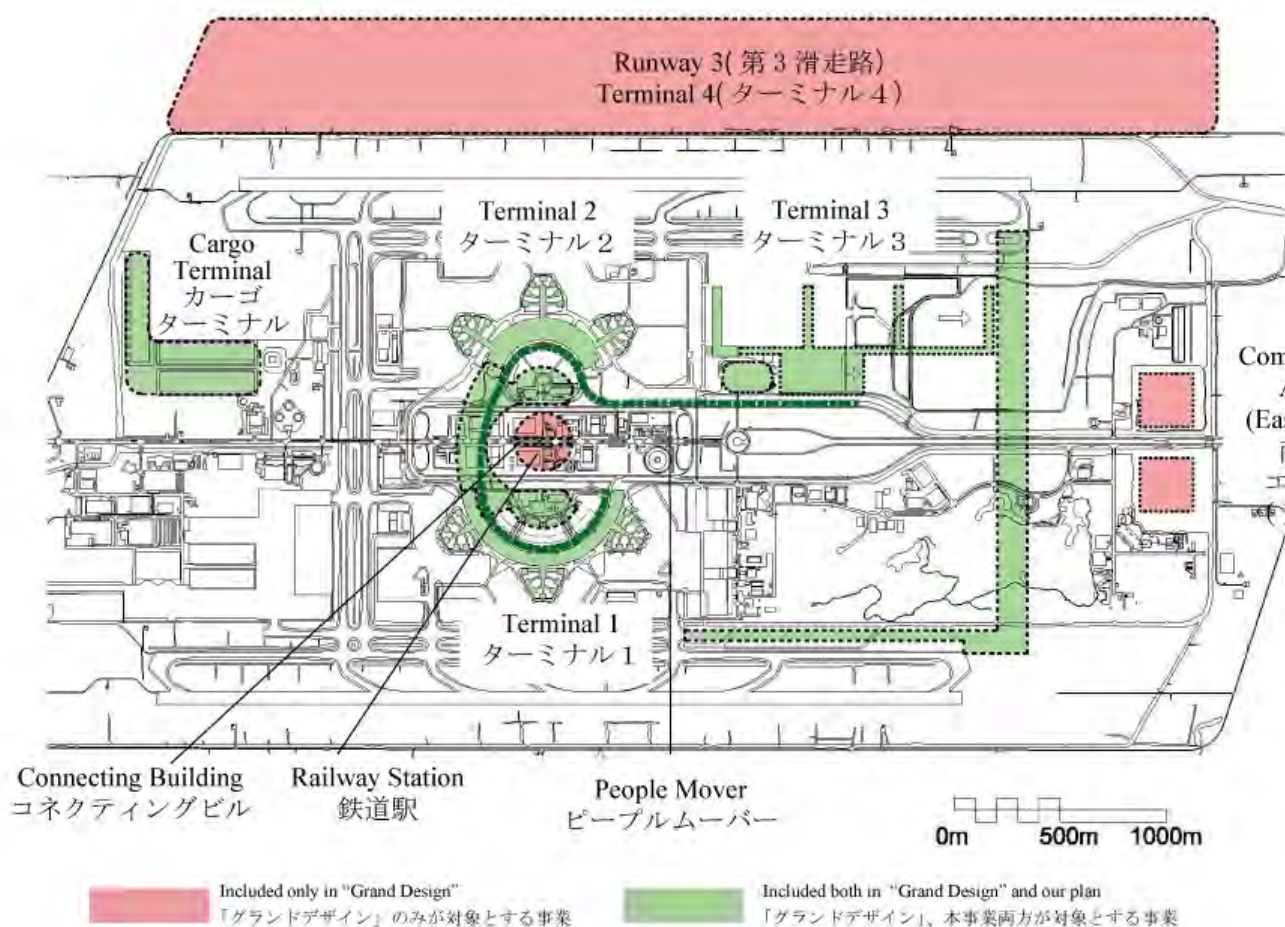 Runway 3(第3滑走路)
Terminal 4(ターミナル4)
Terminal 2
ターミナル2
Terminal 3
ターミナル3
Cargo
Terminal
カーゴ
ターミナル
Com
(Eas
Terminal 1
ターミナル1
Connecting Building
コネクティングビル
Railway Station
鉄道駅
People Mover
ピープルムーバー
0m 500m 1000m
Included only in “Grand Design”
「グランドデザイン」のみが対象とする事業
Included both in “Grand Design” and our plan
「グランドデザイン」、本事業両方が対象とする事業